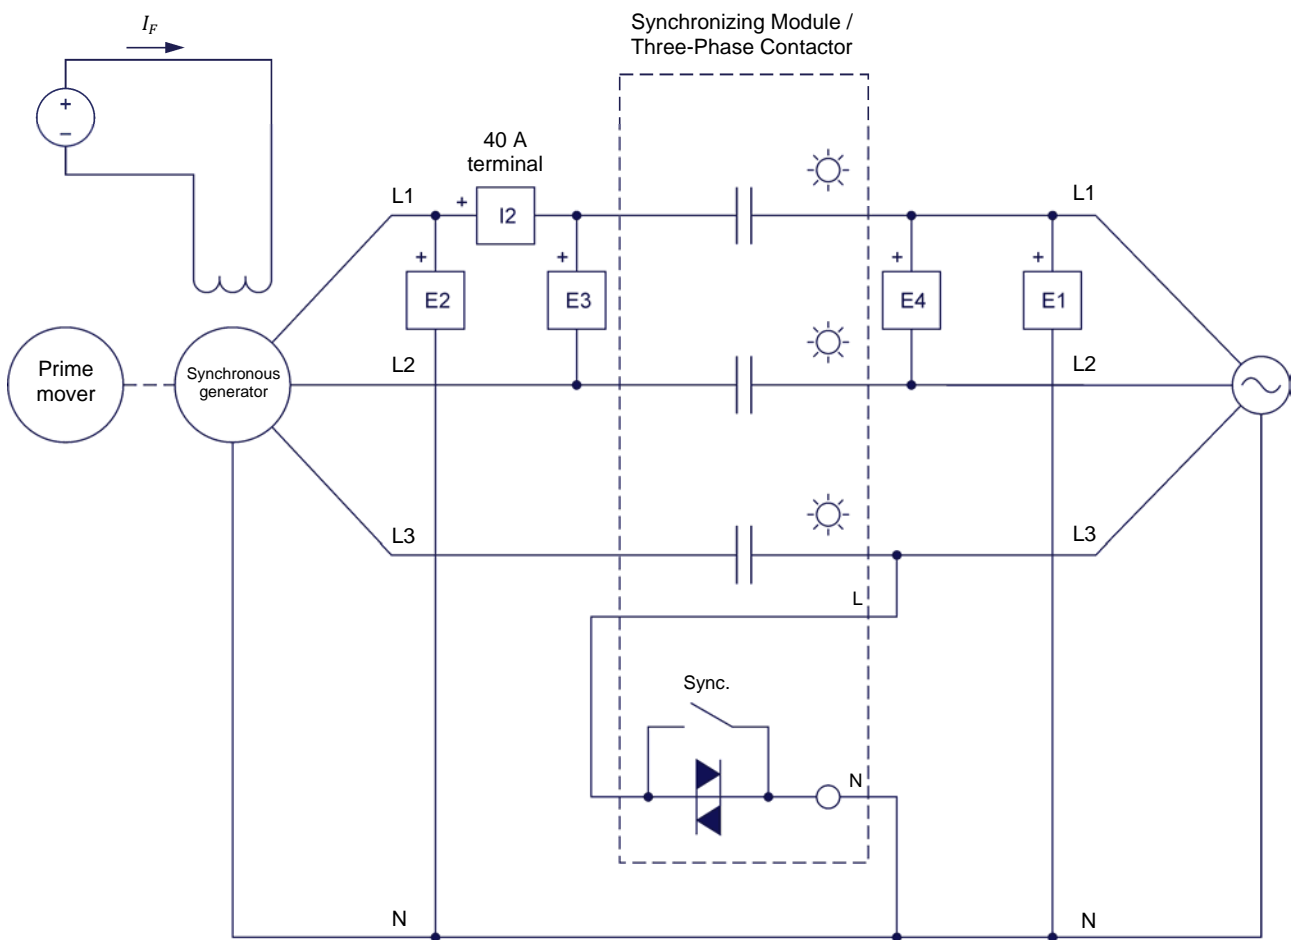 Synchronizing Module /
Three-Phase Contactor
I_F
+
−
40 A
terminal
L1
+
I2
L1
+
E2
+
E3
+
E4
+
E1
Prime
mover
Synchronous
generator
L2
L2
L3
L3
L
Sync.
N
N
N